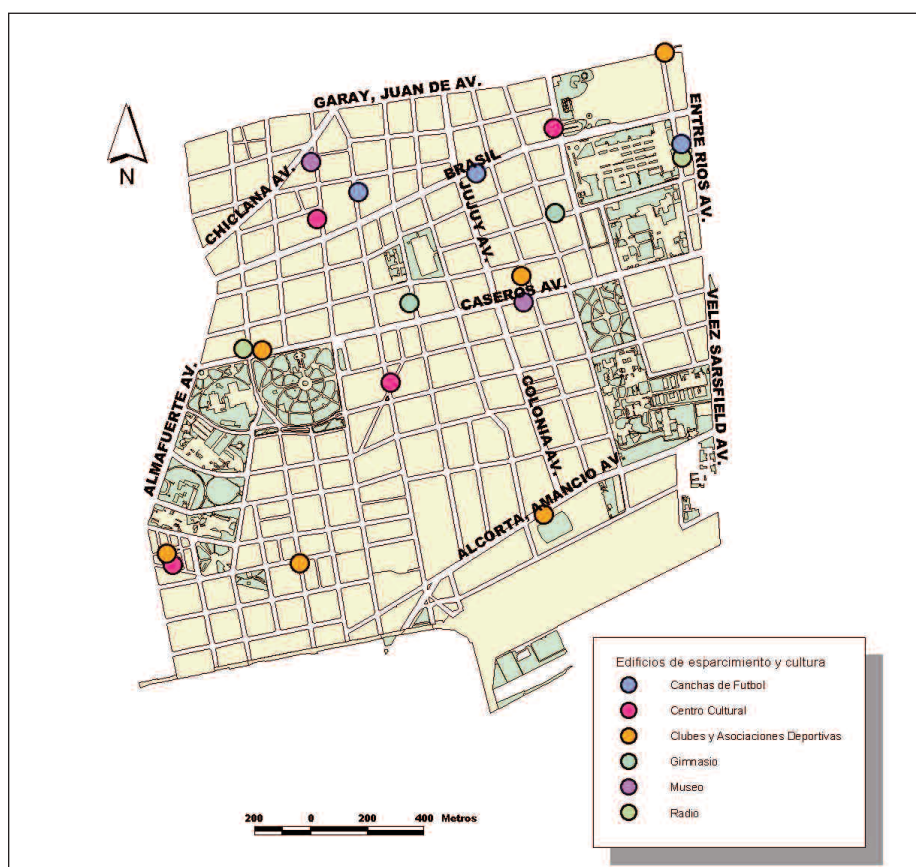 GARAY, JUAN DE AV.
ENTRE RIOS AV.
BRASIL
N
CHICLANA AV.
JUJUY AV.
CASEROS AV.
VELEZ SARSFIELD AV.
ALMAFUERTE AV.
COLONIA AV.
ALCORTA, AMANCIO AV.
Edificios de esparcimiento y cultura
Canchas de Futbol
Centro Cultural
Clubes y Asociaciones Deportivas
Gimnasio
Museo
Radio
200 0 200 400 Metros